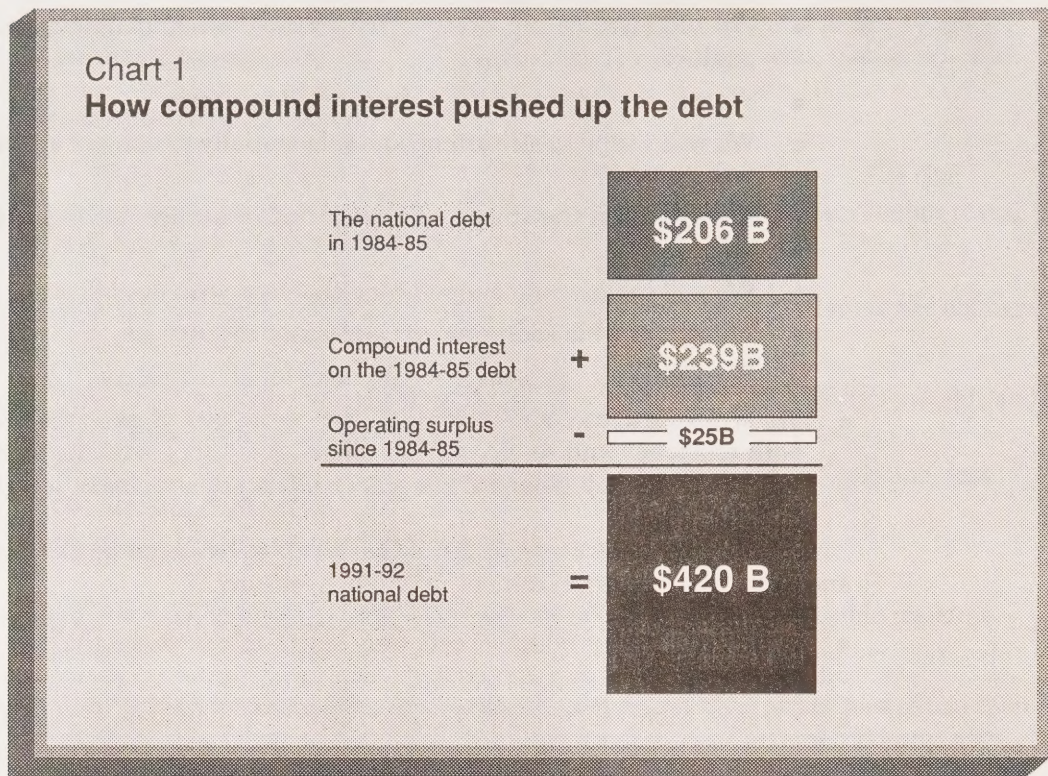 Chart 1
How compound interest pushed up the debt
The national debt
in 1984-85
$206 B
Compound interest
on the 1984-85 debt
+
$239B
Operating surplus
since 1984-85
-
$25B
1991-92
national debt
=
$420 B